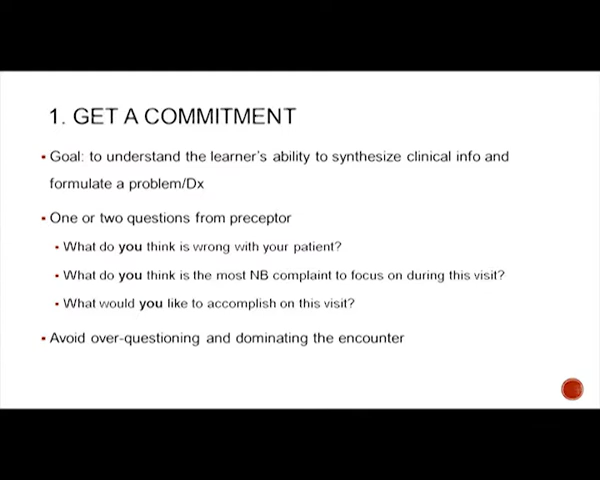 1. GET A COMMITMENT
▪ Goal: to understand the learner's ability to synthesize clinical info and
formulate a problem/Dx
▪ One or two questions from preceptor
▪ What do you think is wrong with your patient?
▪ What do you think is the most NB complaint to focus on during this visit?
▪ What would you like to accomplish on this visit?
▪ Avoid over-questioning and dominating the encounter